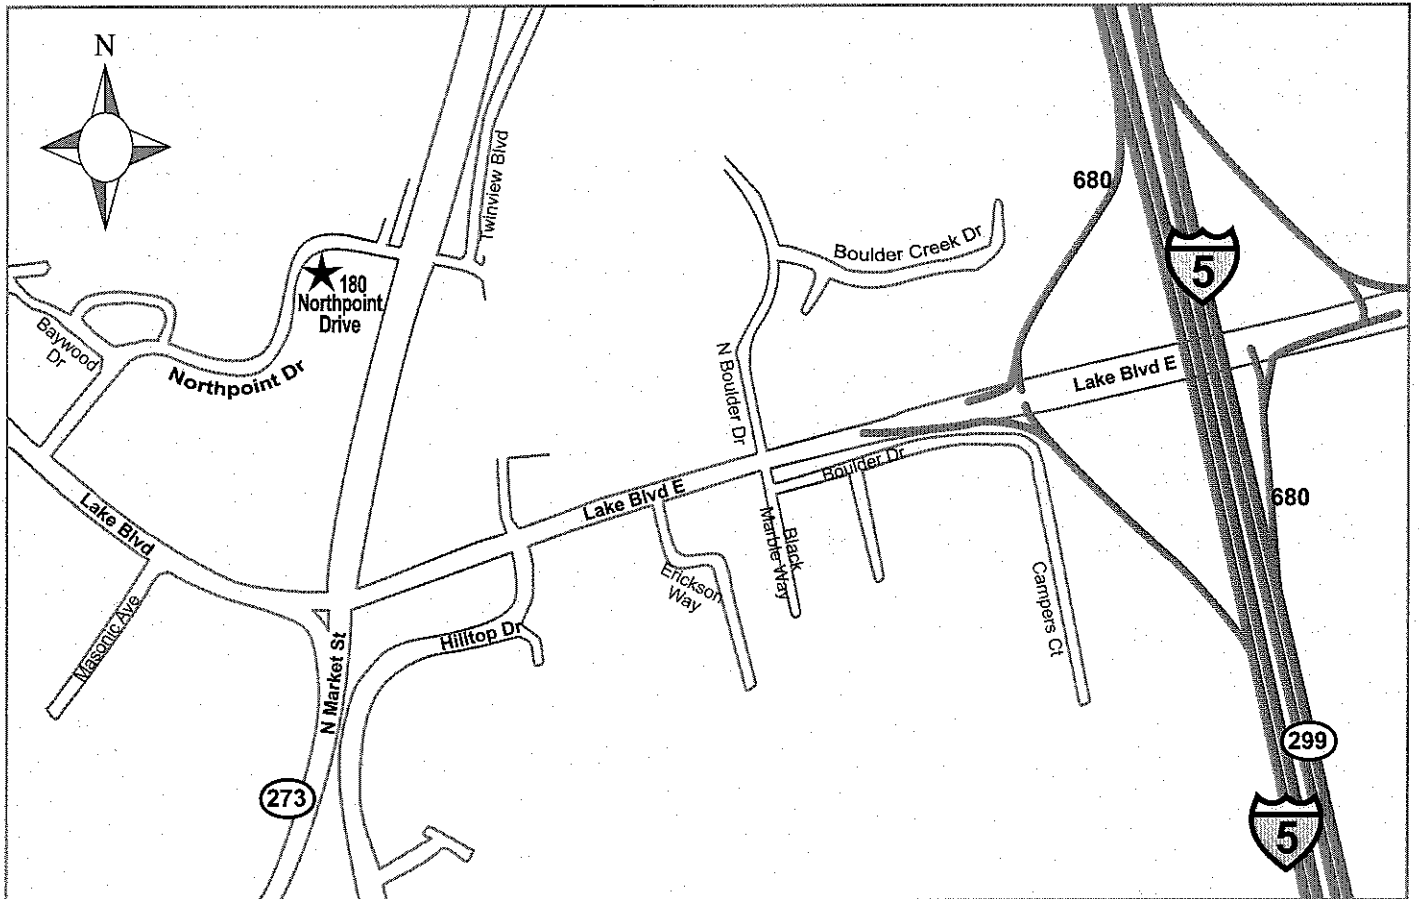 N
Twinview Blvd
680
Boulder Creek Dr
5
180
Northpoint
Drive
Baywood
Dr
Northpoint Dr
N Boulder Dr
Lake Blvd E
Boulder Dr
Lake Blvd E
680
Lake Blvd
Black
Marble Way
Erickson
Way
Campers Ct
Masonic Ave
Hilltop Dr
N Market St
299
273
5